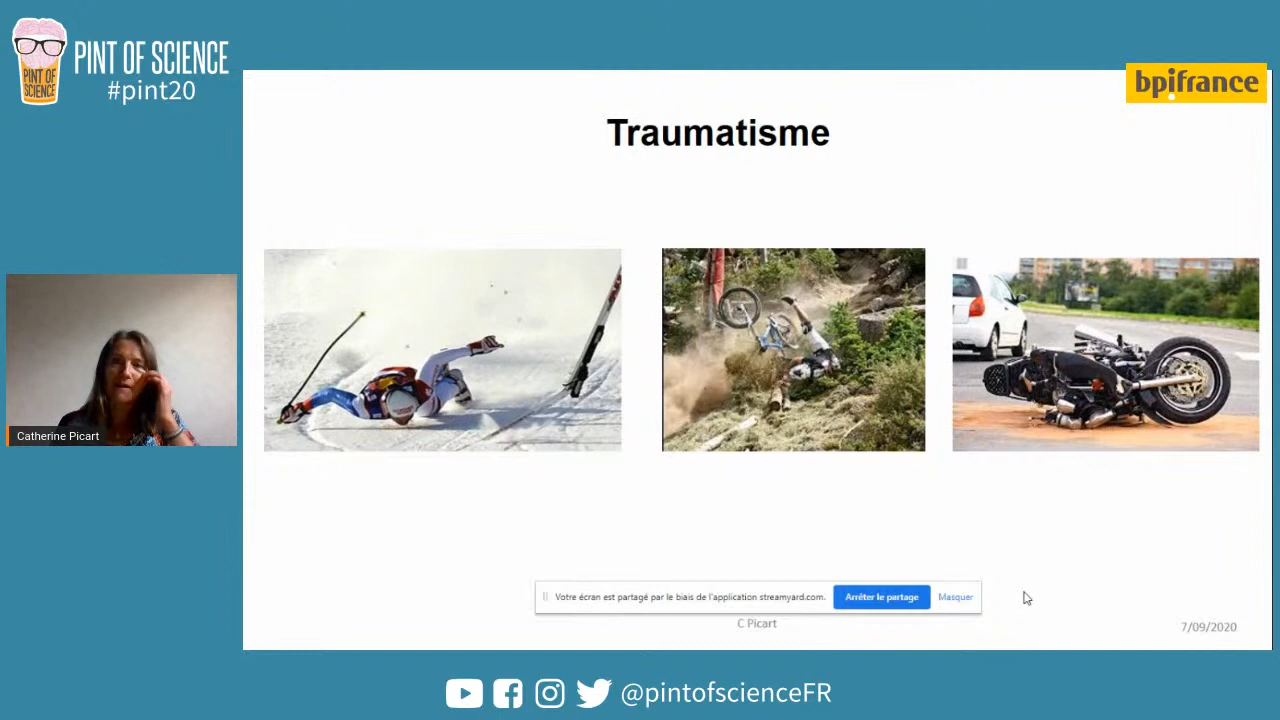 PINT OF SCIENCE
#pint20
PINT OF
SCIENCE
bpifrance
Traumatisme
Catherine Picart
Votre écran est partagé par le biais de l'application streamyard.com.
Arrêter le partage
Masquer
C Picart
7/09/2020
@pintofscienceFR